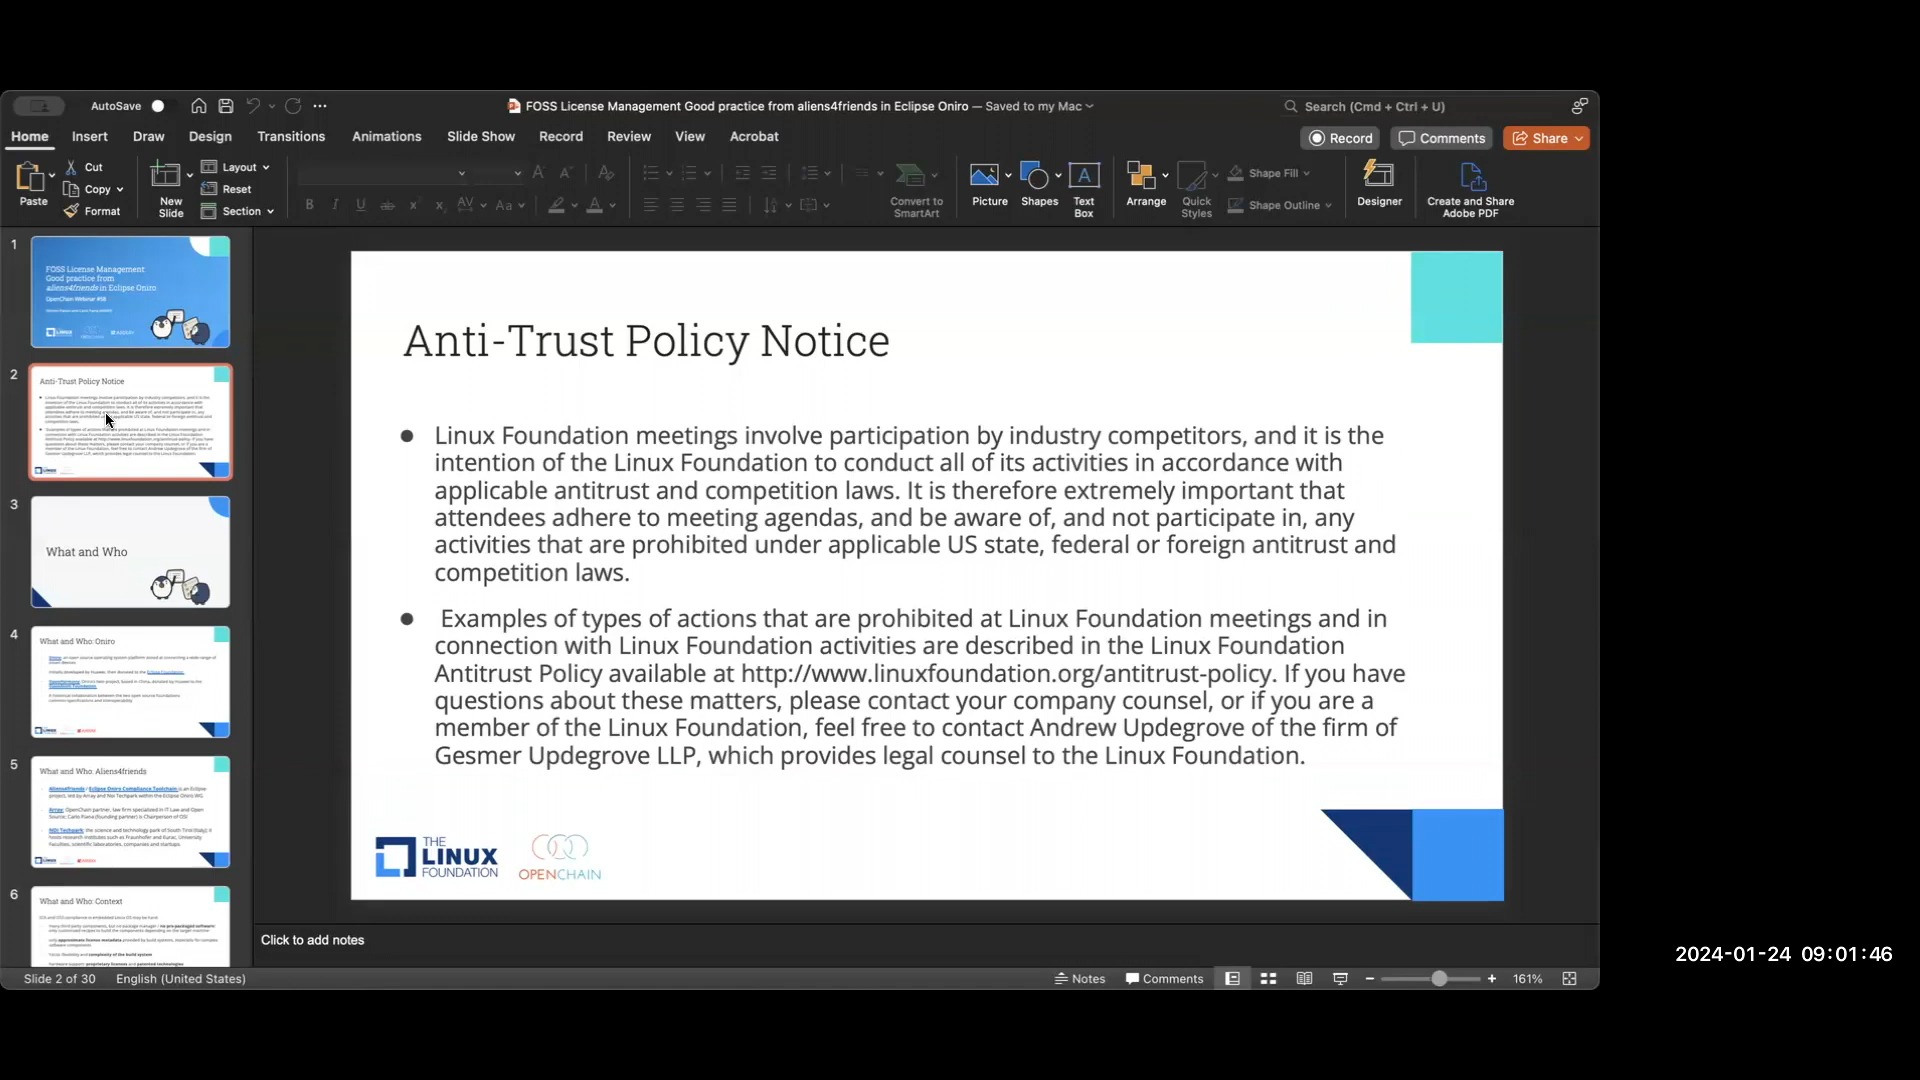 AutoSave
FOSS License Management Good practice from aliens4friends in Eclipse Oniro — Saved to my Mac
Search (Cmd + Ctrl + U)
Home Insert Draw Design Transitions Animations Slide Show Record Review View Acrobat
Record Comments Share
Paste
Cut
Copy
Format
New
Slide
Layout
Reset
Section
Convert to
SmartArt
Picture
Shapes
Text
Box
Arrange
Quick
Styles
Shape Fill
Shape Outline
Designer
Create and Share
Adobe PDF
1
FOSS License Management
Good practice from
aliens4friends in Eclipse Oniro
2
Anti-Trust Policy Notice
3
What and Who
4
What and Who: Oniro
5
What and Who: Aliens4friends
6
What and Who: Context
Anti-Trust Policy Notice
● Linux Foundation meetings involve participation by industry competitors, and it is the
intention of the Linux Foundation to conduct all of its activities in accordance with
applicable antitrust and competition laws. It is therefore extremely important that
attendees adhere to meeting agendas, and be aware of, and not participate in, any
activities that are prohibited under applicable US state, federal or foreign antitrust and
competition laws.
● Examples of types of actions that are prohibited at Linux Foundation meetings and in
connection with Linux Foundation activities are described in the Linux Foundation
Antitrust Policy available at http://www.linuxfoundation.org/antitrust-policy. If you have
questions about these matters, please contact your company counsel, or if you are a
member of the Linux Foundation, feel free to contact Andrew Updegrove of the firm of
Gesmer Updegrove LLP, which provides legal counsel to the Linux Foundation.
THE
LINUX
FOUNDATION
OPENCHAIN
Click to add notes
Slide 2 of 30 English (United States)
Notes Comments 161%
2024-01-24 09:01:46